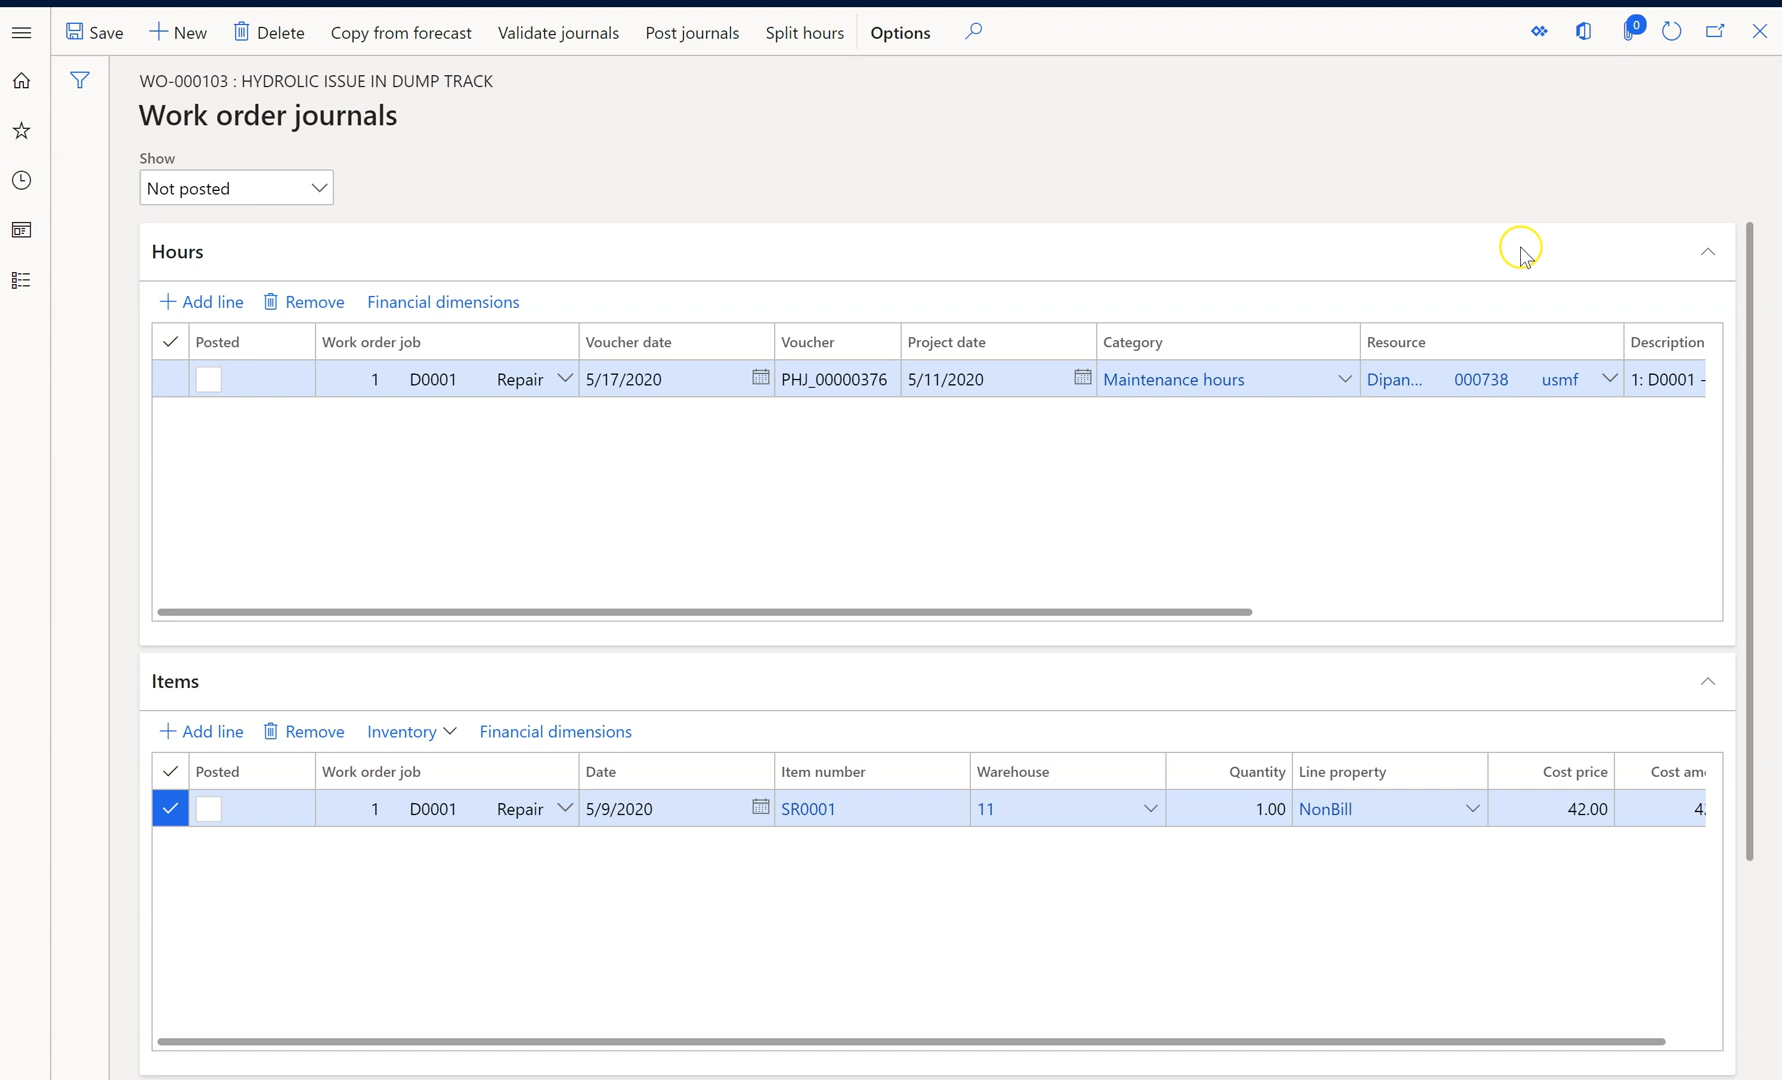 Save New Delete Copy from forecast Validate journals Post journals Split hours Options 0
WO-000103 : HYDROLIC ISSUE IN DUMP TRACK
Work order journals
Show
Not posted
Hours
Add line Remove Financial dimensions
Posted Work order job Voucher date Voucher Project date Category Resource Description
1 D0001 Repair 5/17/2020 PHJ_00000376 5/11/2020 Maintenance hours Dipan... 000738 usmf 1: D0001 -
Items
Add line Remove Inventory Financial dimensions
Posted Work order job Date Item number Warehouse Quantity Line property Cost price Cost am
1 D0001 Repair 5/9/2020 SR0001 11 1.00 NonBill 42.00